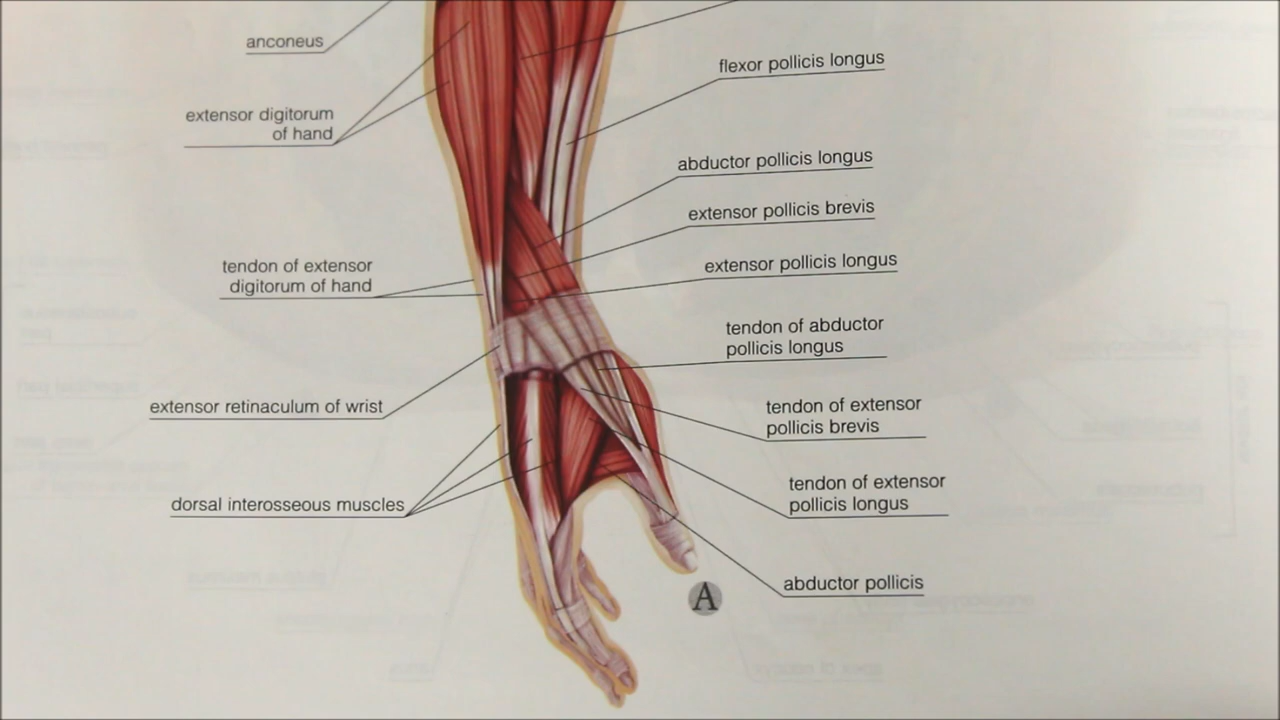 anconeus
extensor digitorum
of hand
tendon of extensor
digitorum of hand
extensor retinaculum of wrist
dorsal interosseous muscles
flexor pollicis longus
abductor pollicis longus
extensor pollicis brevis
extensor pollicis longus
tendon of abductor
pollicis longus
tendon of extensor
pollicis brevis
tendon of extensor
pollicis longus
abductor pollicis
A